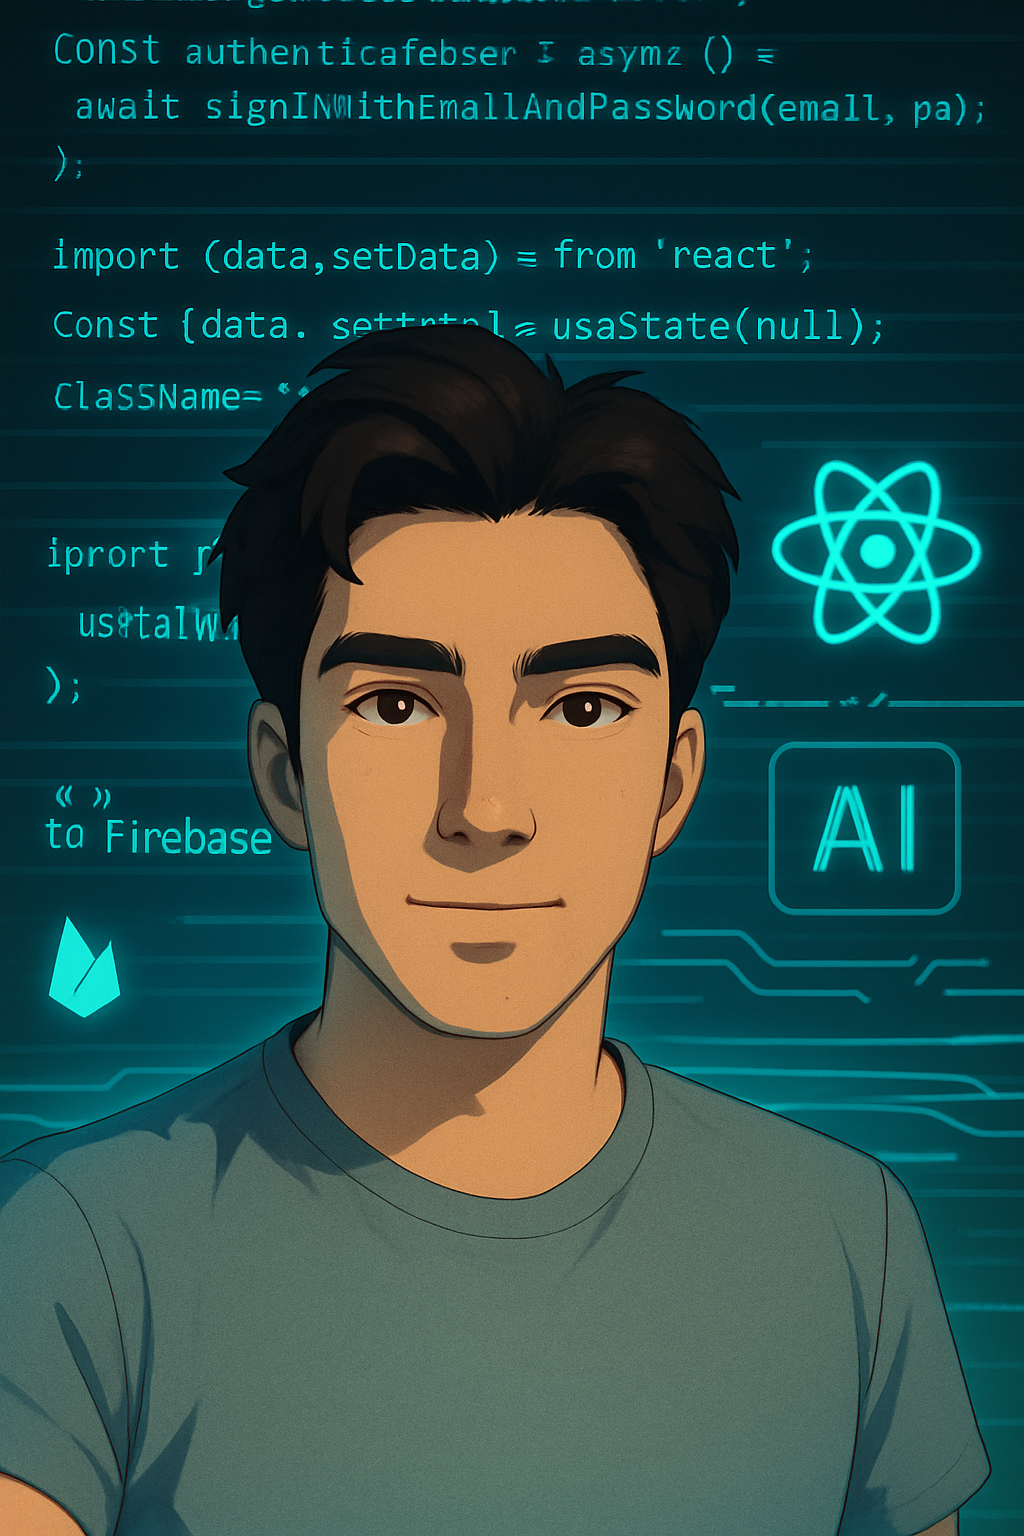 Const authenticafebser I asymz () =
await signINWithEmallAndPassword(emall, pa);
);
import (data,setData) = from 'react';
Const {data. = usaState(null);
ClaSSName= "
iprort
);
« »
ta Firebase
AI